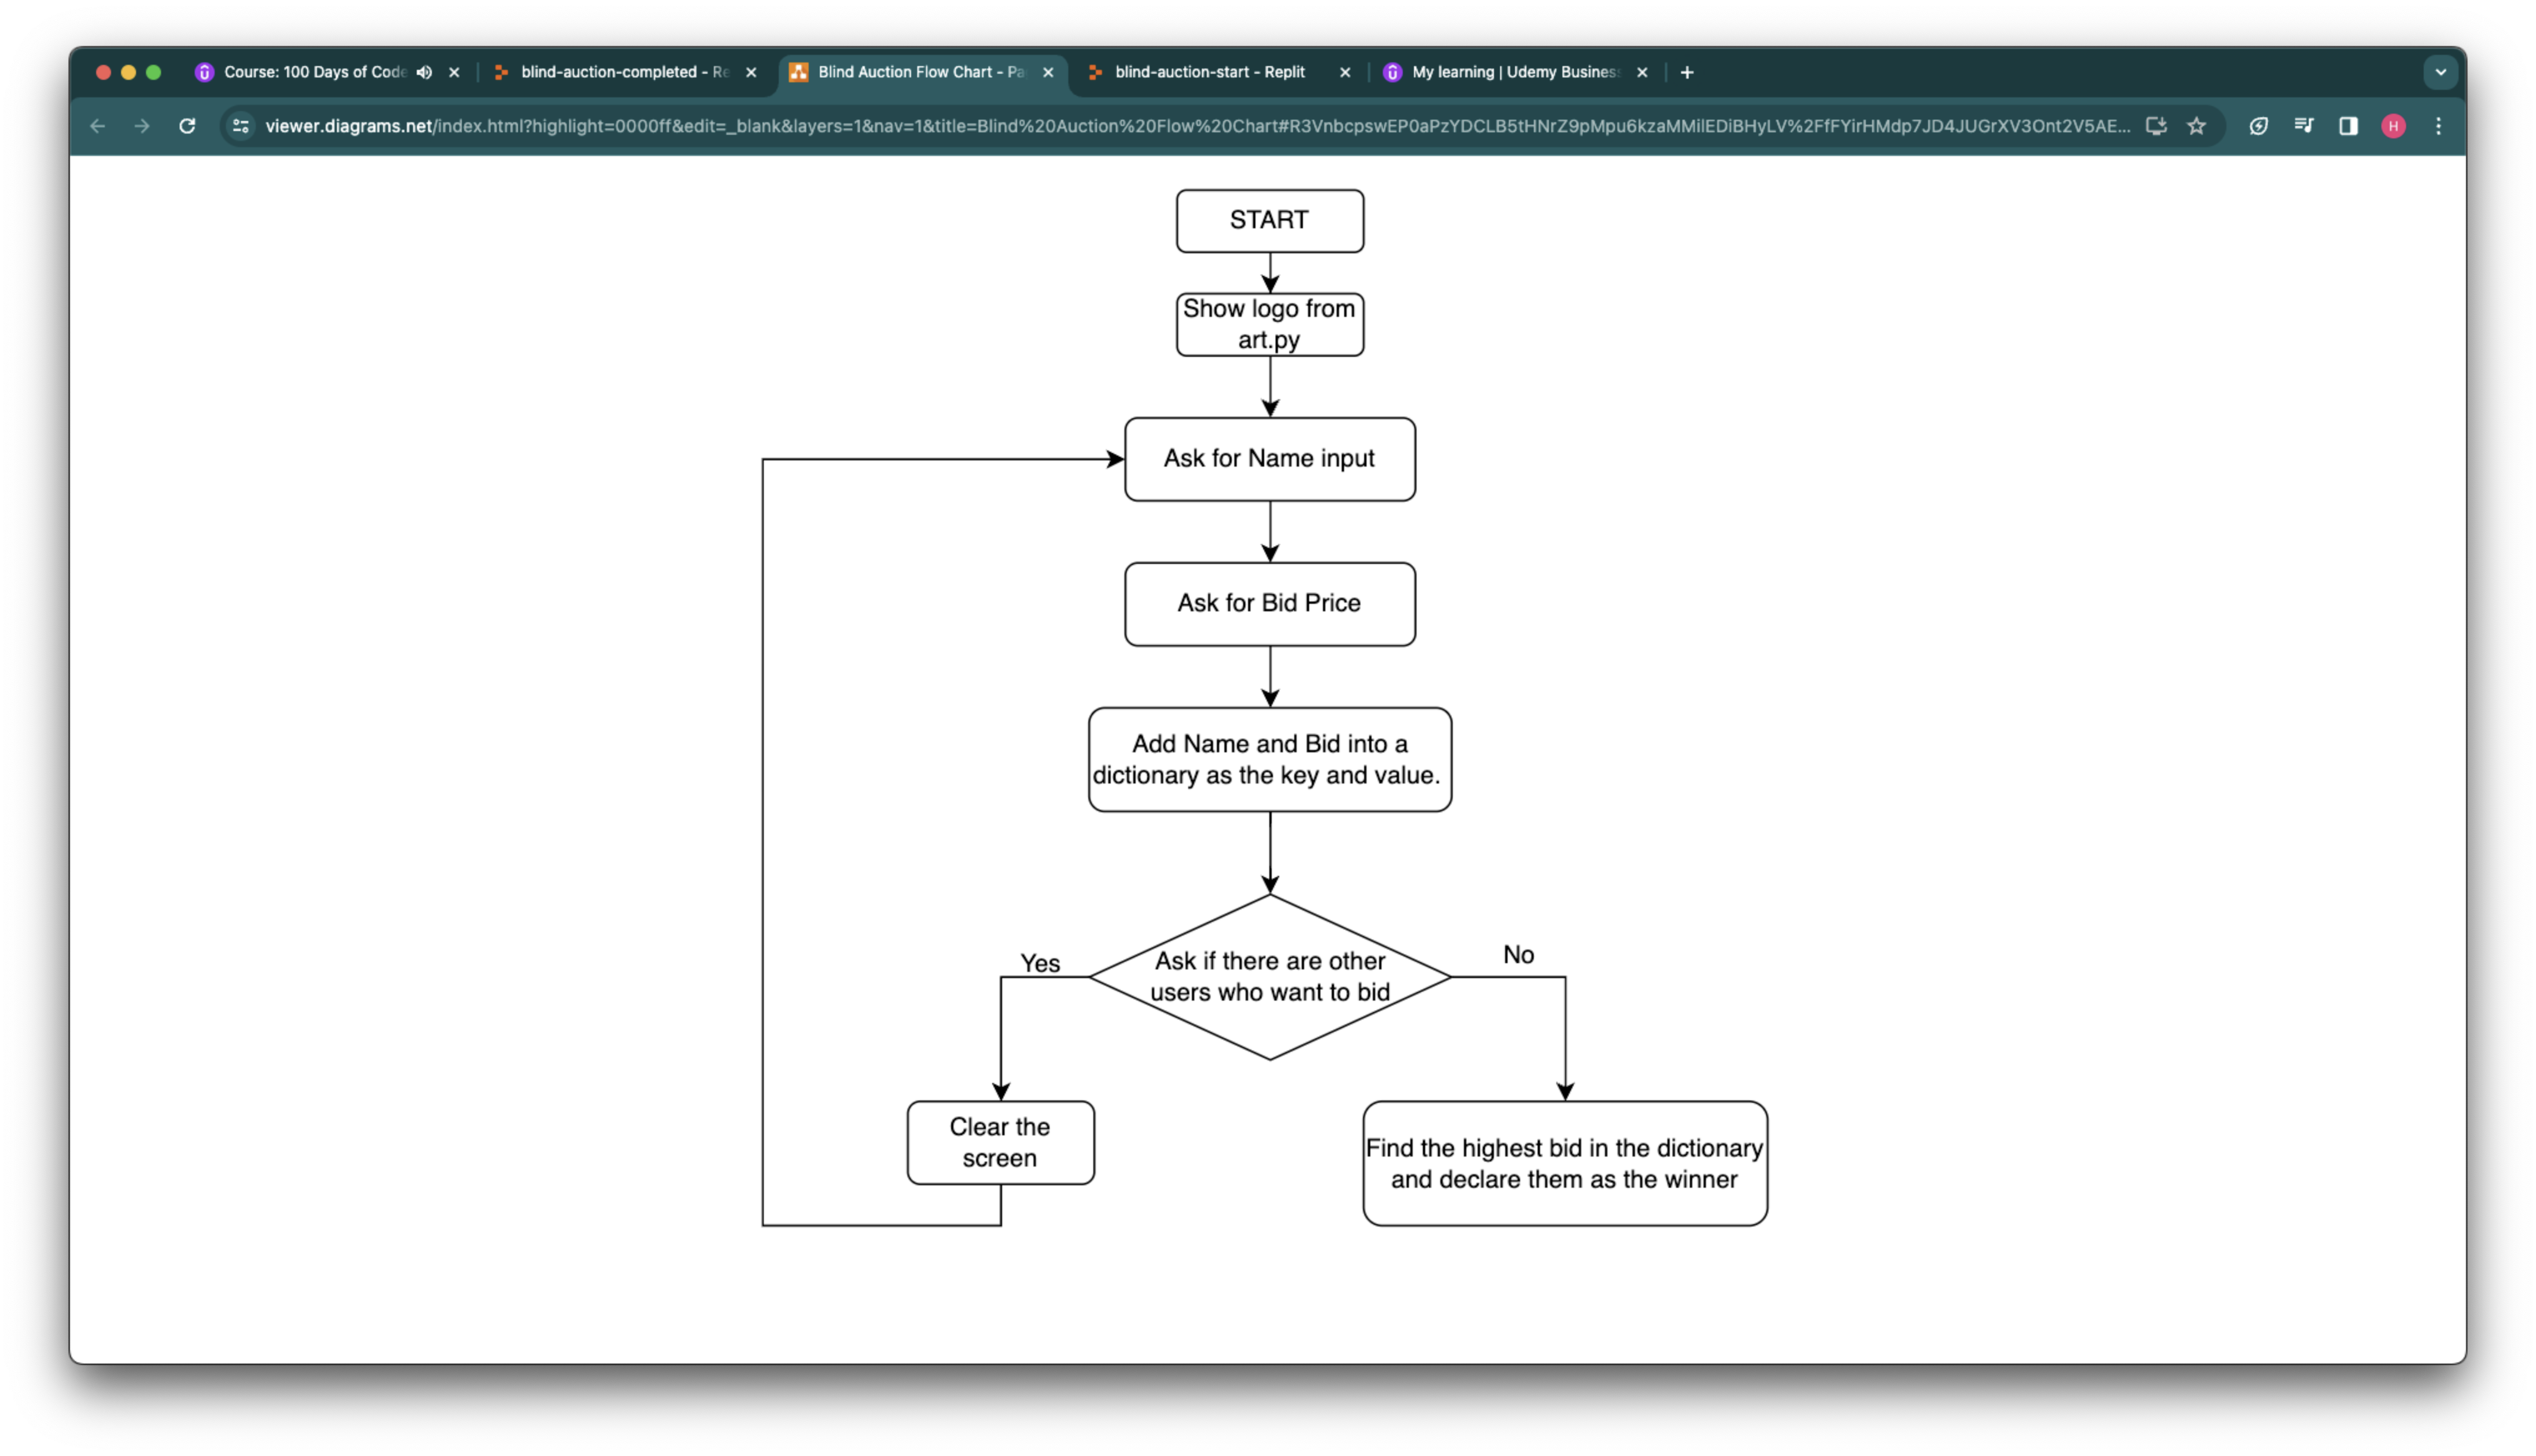 Course: 100 Days of Code
blind-auction-completed - Re
Blind Auction Flow Chart - Pa
blind-auction-start - Replit
My learning | Udemy Business
viewer.diagrams.net/index.html?highlight=0000ff&edit=_blank&layers=1&nav=1&title=Blind%20Auction%20Flow%20Chart#R3VnbcpswEP0aPzYDCLB5tHNrZ9pMpu6kzaMMilEDiBHyLV%2FfFYirHMdp7JD4JUGrXV3Ont2V5AE...
H
START
Show logo from
art.py
Ask for Name input
Ask for Bid Price
Add Name and Bid into a
dictionary as the key and value.
Ask if there are other
users who want to bid
Yes
No
Clear the
screen
Find the highest bid in the dictionary
and declare them as the winner